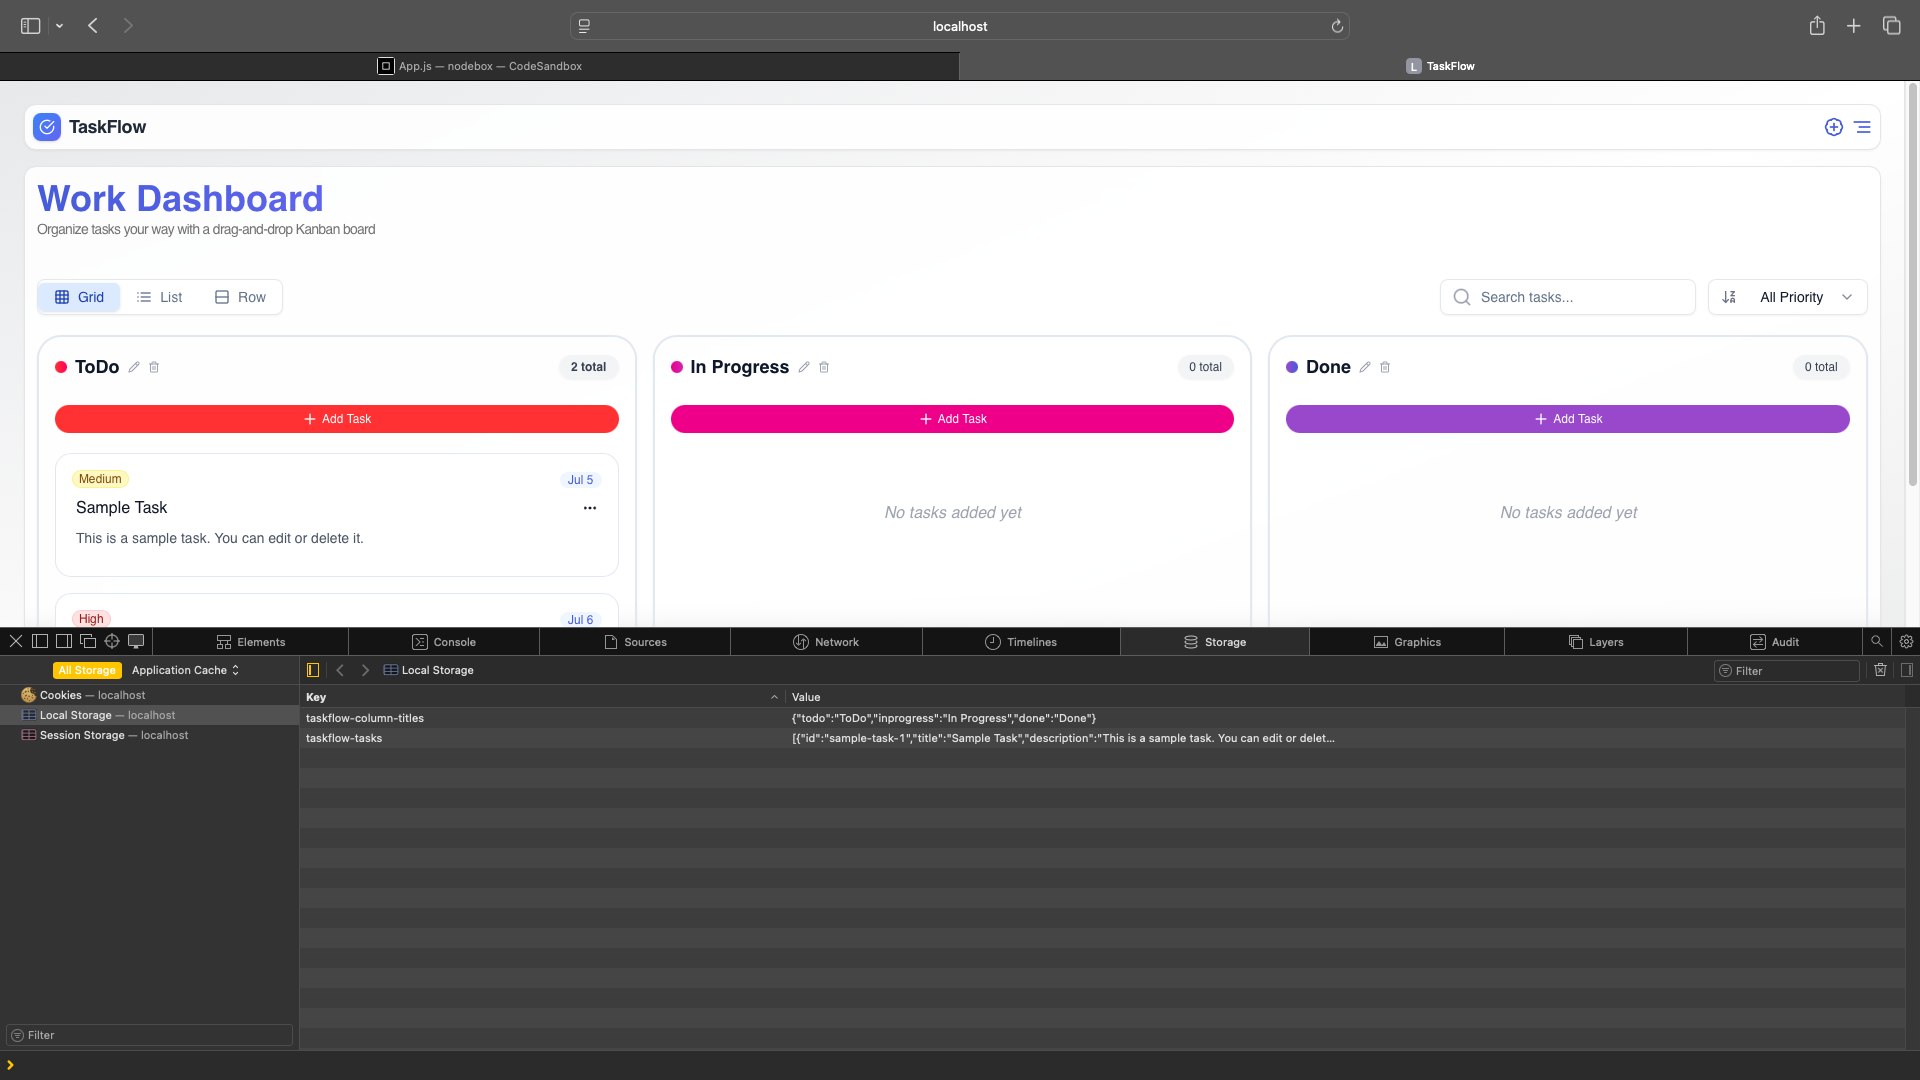 localhost
App.js — nodebox — CodeSandbox
L TaskFlow
TaskFlow
Work Dashboard
Organize tasks your way with a drag-and-drop Kanban board
Grid List Row
Search tasks...
All Priority
ToDo
2 total
+ Add Task
Medium
Jul 5
Sample Task
This is a sample task. You can edit or delete it.
High
Jul 6
In Progress
0 total
+ Add Task
No tasks added yet
Done
0 total
+ Add Task
No tasks added yet
Elements Console Sources Network Timelines Storage Graphics Layers Audit
All Storage Application Cache
Local Storage
Filter
Cookies — localhost
Local Storage — localhost
Session Storage — localhost
Key Value
taskflow-column-titles {"todo":"ToDo","inprogress":"In Progress","done":"Done"}
taskflow-tasks [{"id":"sample-task-1","title":"Sample Task","description":"This is a sample task. You can edit or delet...
Filter